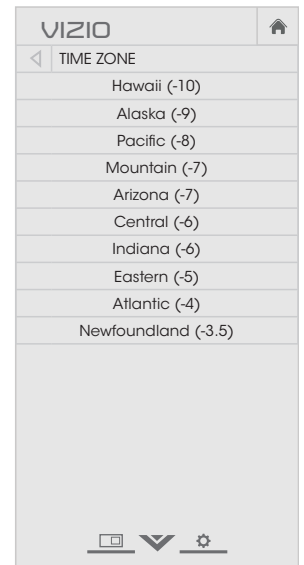 VIZIO
TIME ZONE
Hawaii (-10)
Alaska (-9)
Pacific (-8)
Mountain (-7)
Arizona (-7)
Central (-6)
Indiana (-6)
Eastern (-5)
Atlantic (-4)
Newfoundland (-3.5)